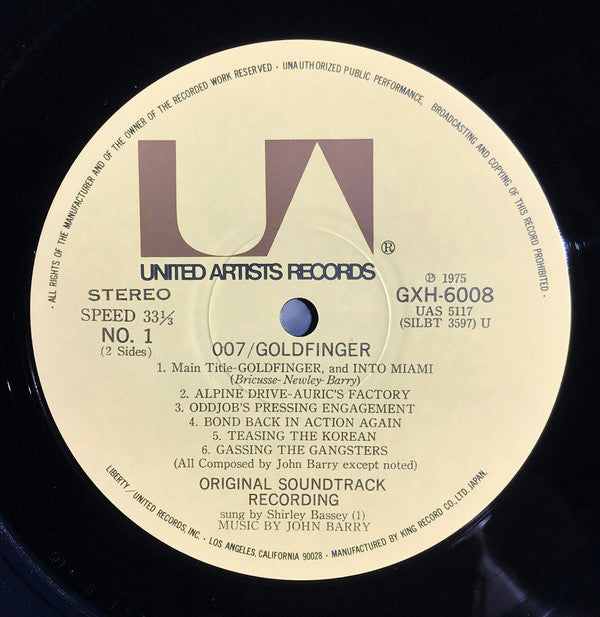 · ALL RIGHTS OF THE MANUFACTURER AND OF THE OWNER OF THE RECORDED WORK RESERVED · UNAUTHORIZED PUBLIC PERFORMANCE, BROADCASTING AND COPYING OF THIS RECORD PROHIBITED ·
UA ®
UNITED ARTISTS RECORDS
STEREO
SPEED 33⅓
NO. 1
(2 Sides)
℗ 1975
GXH-6008
UAS 5117
(SILBT 3597) U
007/GOLDFINGER
1. Main Title-GOLDFINGER, and INTO MIAMI
(Bricusse-Newley-Barry)
2. ALPINE DRIVE-AURIC'S FACTORY
3. ODDJOB'S PRESSING ENGAGEMENT
4. BOND BACK IN ACTION AGAIN
5. TEASING THE KOREAN
6. GASSING THE GANGSTERS
(All Composed by John Barry except noted)
ORIGINAL SOUNDTRACK
RECORDING
sung by Shirley Bassey (1)
MUSIC BY JOHN BARRY
LIBERTY/UNITED RECORDS, INC. · LOS ANGELES, CALIFORNIA 90028 · MANUFACTURED BY KING RECORD CO., LTD, JAPAN.